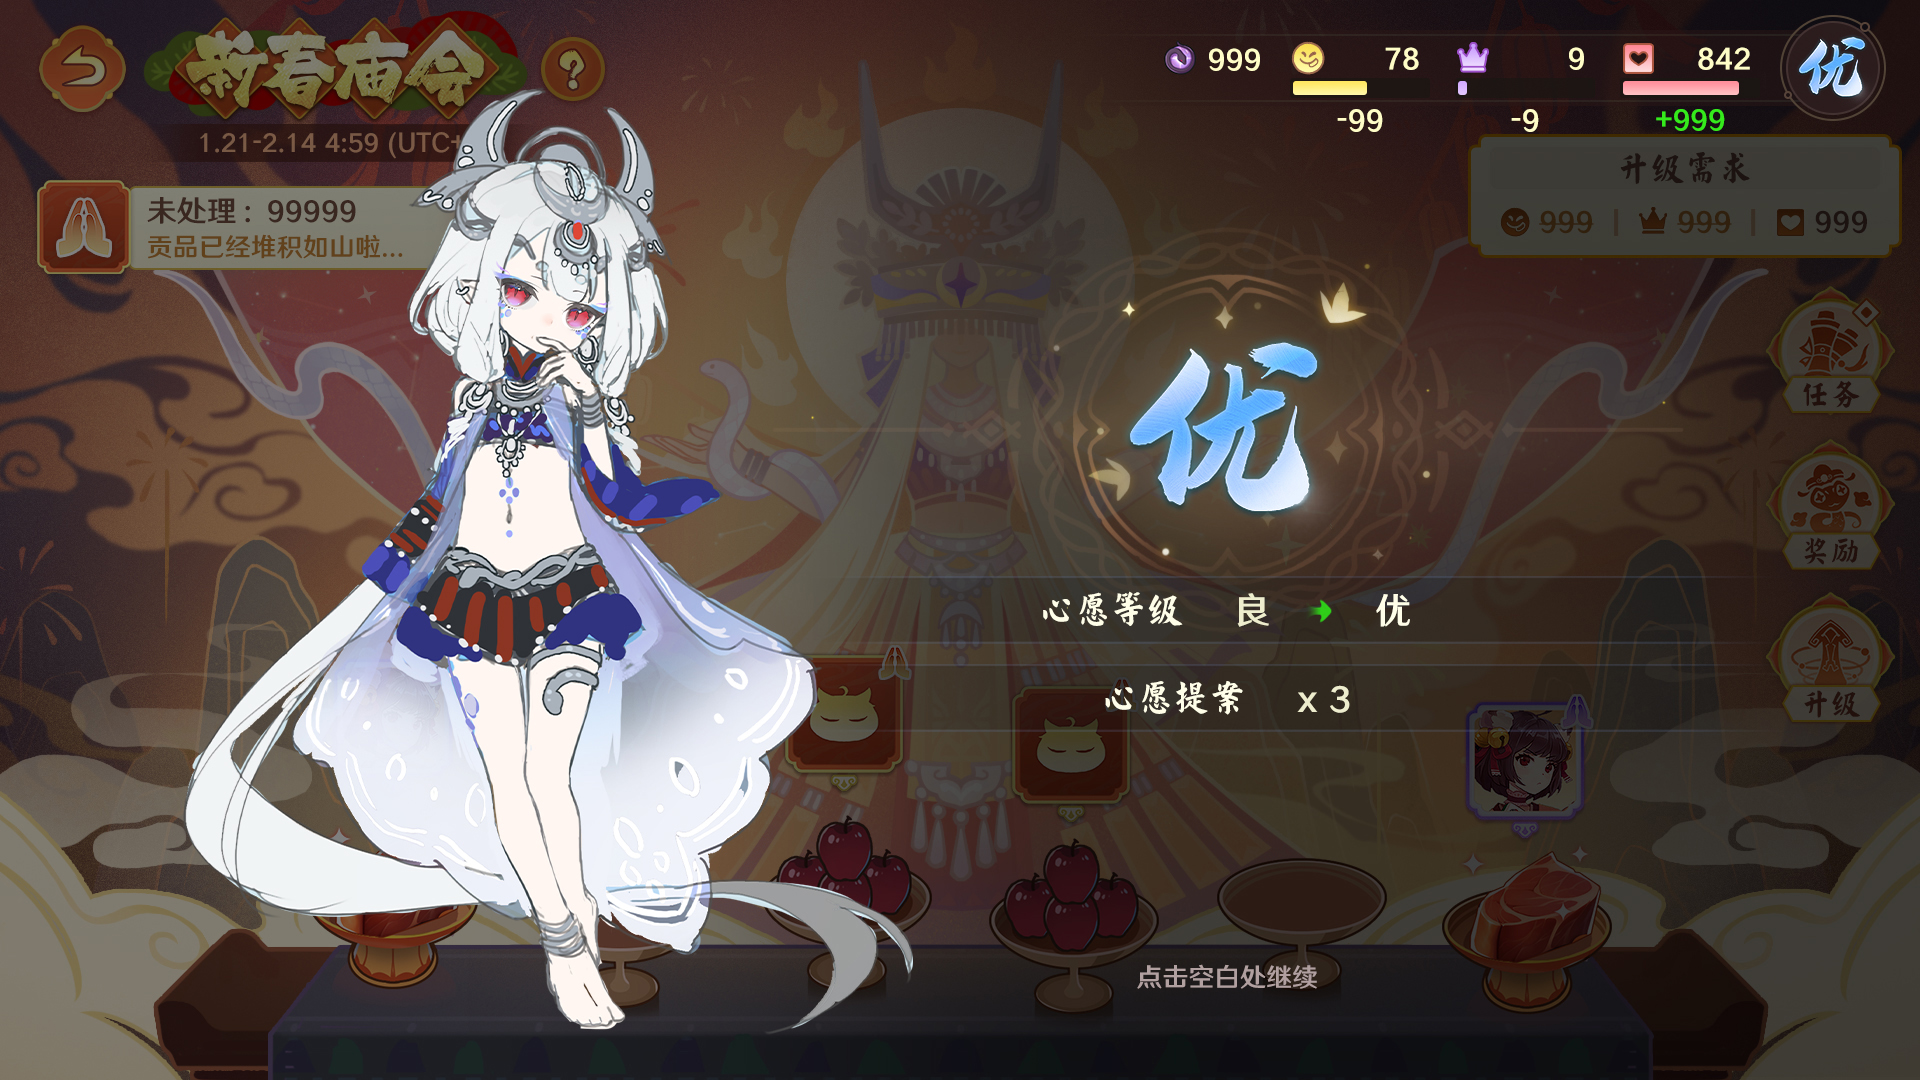 新春庙会
?
1.21-2.14 4:59 (UTC+
999
78
9
842
优
-99
-9
+999
升级需求
999 | 999 | 999
未处理：99999
贡品已经堆积如山啦...
任务
优
奖励
心愿等级 良 优
心愿提案 x 3
升级
点击空白处继续